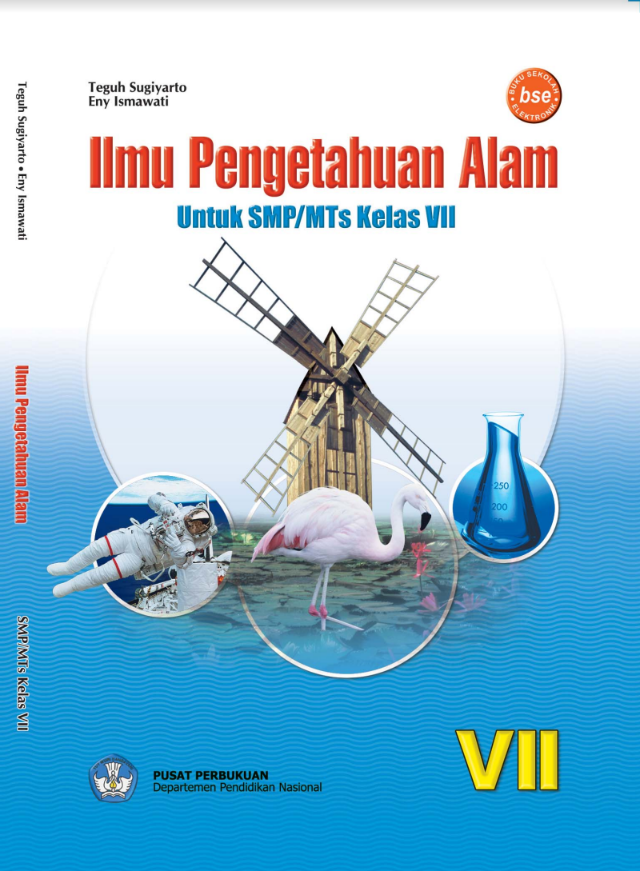 Teguh Sugiyarto
Eny Ismawati
BUKU SEKOLAH
bse
ELEKTRONIK
Ilmu Pengetahuan Alam
Untuk SMP/MTs Kelas VII
250
200
VII
PUSAT PERBUKUAN
Departemen Pendidikan Nasional
Teguh Sugiyarto • Eny Ismawati
Ilmu Pengetahuan Alam
SMP/MTs Kelas VII